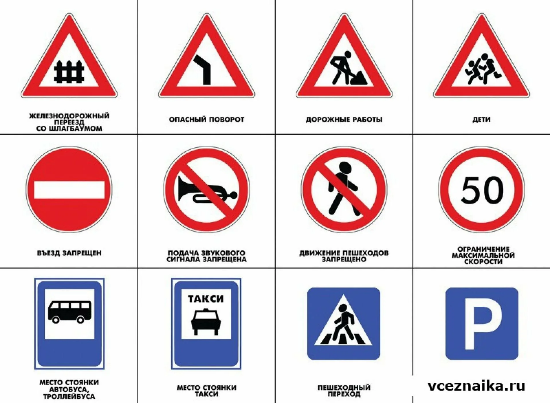 ЖЕЛЕЗНОДОРОЖНЫЙ
ПЕРЕЕЗД
СО ШЛАГБАУМОМ
ОПАСНЫЙ ПОВОРОТ
ДОРОЖНЫЕ РАБОТЫ
ДЕТИ
50
ВЪЕЗД ЗАПРЕЩЕН
ПОДАЧА ЗВУКОВОГО
СИГНАЛА ЗАПРЕЩЕНА
ДВИЖЕНИЕ ПЕШЕХОДОВ
ЗАПРЕЩЕНО
ОГРАНИЧЕНИЕ
МАКСИМАЛЬНОЙ
СКОРОСТИ
ТАКСИ
P
МЕСТО СТОЯНКИ
АВТОБУСА,
ТРОЛЛЕЙБУСА
МЕСТО СТОЯНКИ
ТАКСИ
ПЕШЕХОДНЫЙ
ПЕРЕХОД
vceznaika.ru